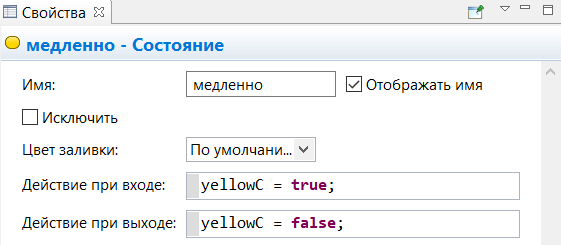 Свойства
медленно - Состояние
Имя: медленно Отображать имя
Исключить
Цвет заливки: По умолчани...
Действие при входе: yellowC = true;
Действие при выходе: yellowC = false;